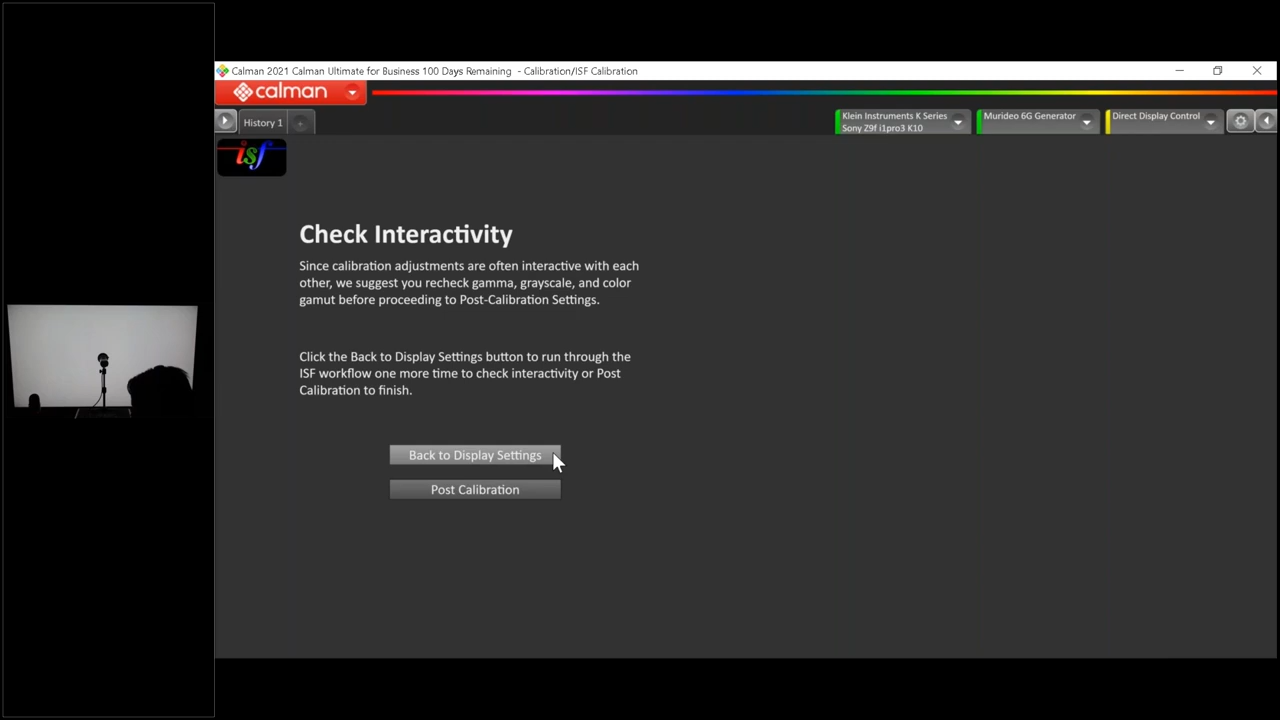 Calman 2021 Calman Ultimate for Business 100 Days Remaining - Calibration/ISF Calibration
calman
History 1
Klein Instruments K Series
Sony Z9f i1pro3 K10
Murideo 6G Generator
Direct Display Control
isf
Check Interactivity
Since calibration adjustments are often interactive with each
other, we suggest you recheck gamma, grayscale, and color
gamut before proceeding to Post-Calibration Settings.
Click the Back to Display Settings button to run through the
ISF workflow one more time to check interactivity or Post
Calibration to finish.
Back to Display Settings
Post Calibration